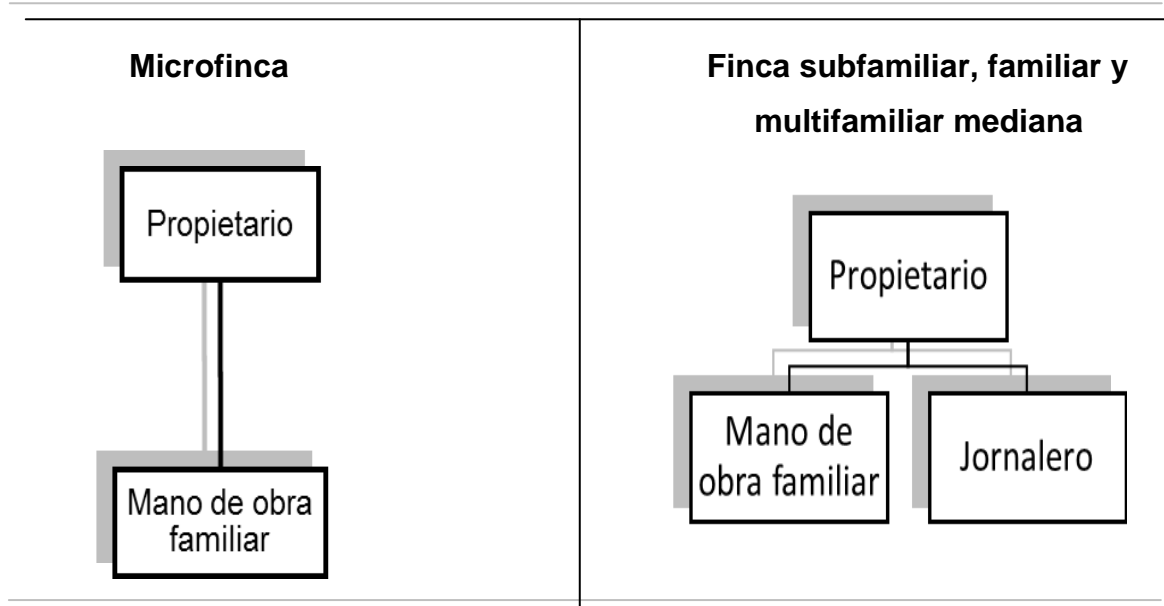 Microfinca
Propietario
Mano de obra
familiar
Finca subfamiliar, familiar y
multifamiliar mediana
Propietario
Mano de
obra familiar
Jornalero